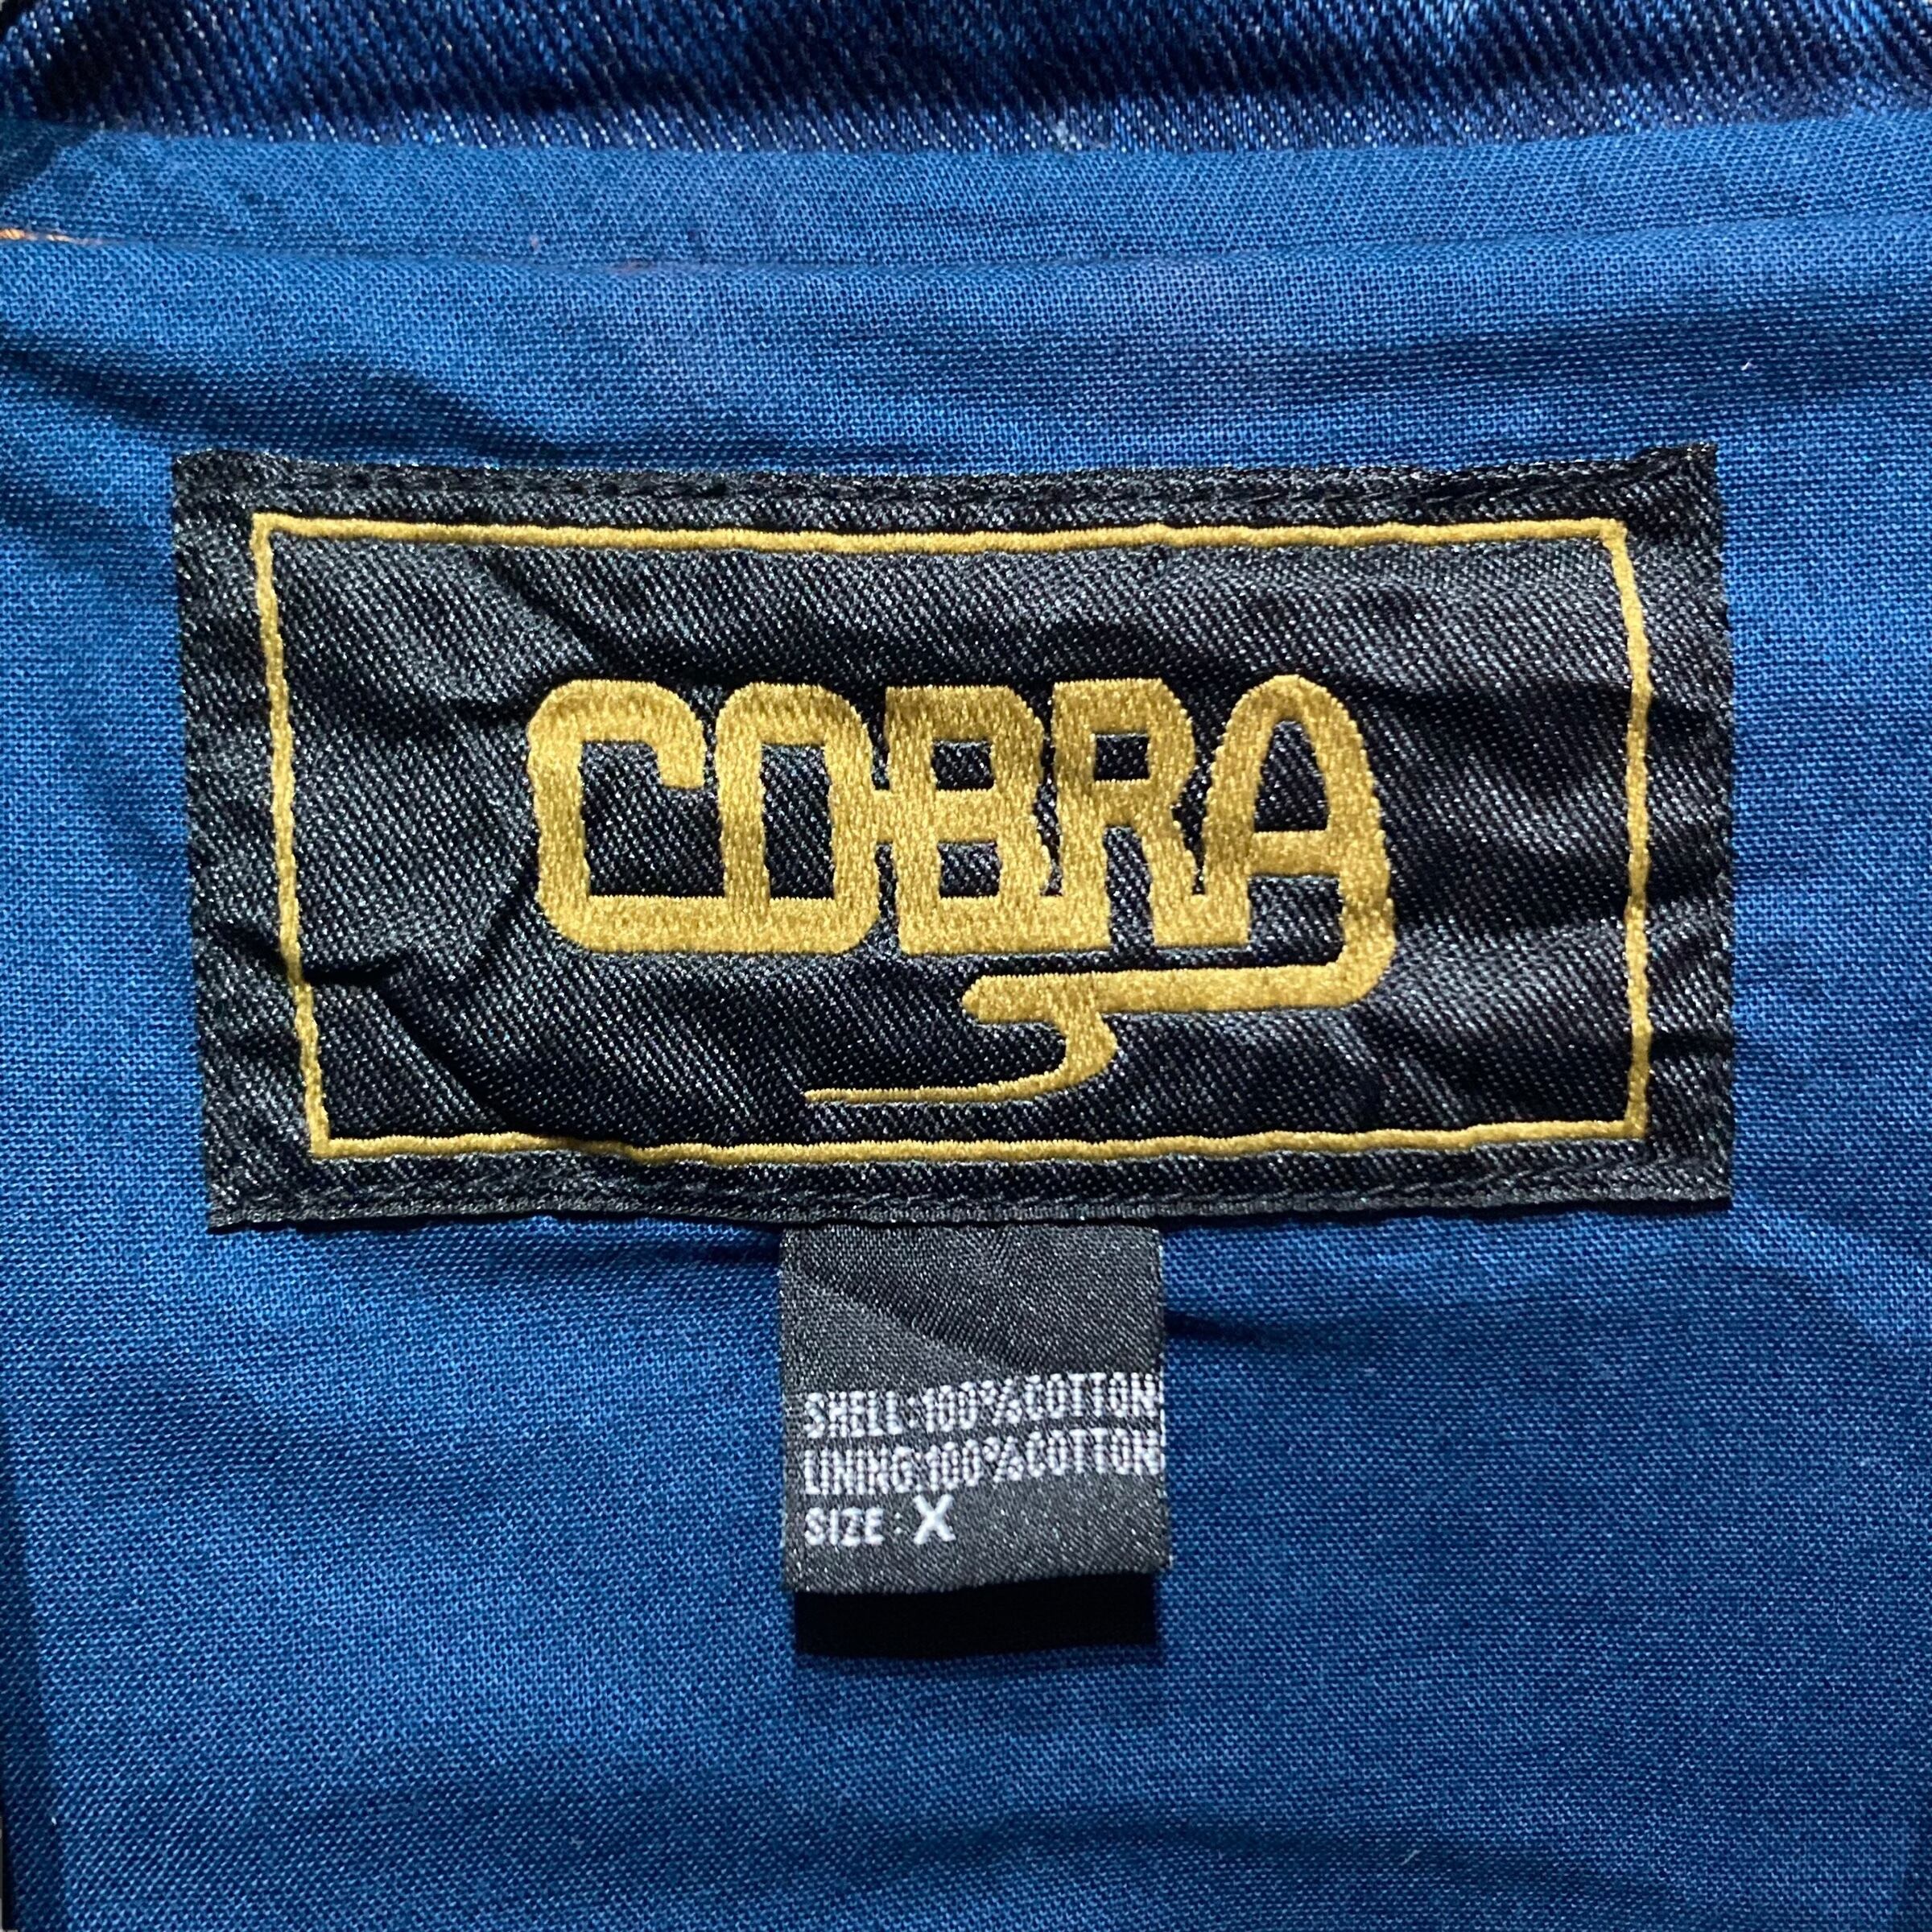 COBRA
SHELL:100%COTTON
LINING:100%COTTON
SIZE : X